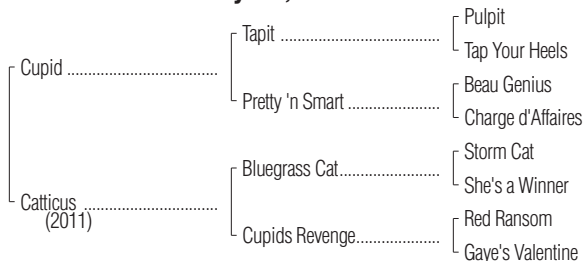 Pulpit
Tapit ........................................
Tap Your Heels
Cupid ......................................
Beau Genius
Pretty 'n Smart .......................
Charge d'Affaires
Storm Cat
Bluegrass Cat.........................
She's a Winner
Catticus ...................................
(2011)
Red Ransom
Cupids Revenge.....................
Gaye's Valentine